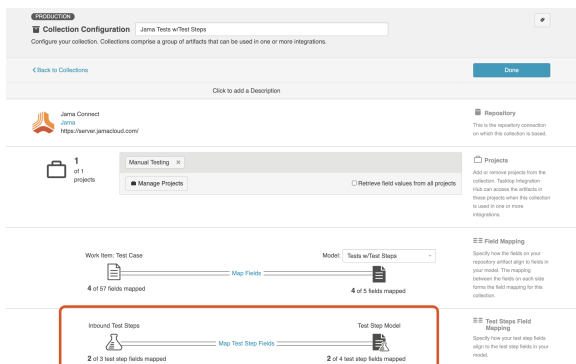 PRODUCTION
Collection Configuration
Jama Tests w/Test Steps
Configure your collection. Collections comprise a group of artifacts that can be used in one or more integrations.
Back to Collections
Done
Click to add a Description
Jama Connect
Jama
https://server.jamacloud.com/
Repository
This is the repository connection
on which this collection is based.
1
of 1
projects
Manual Testing ×
Manage Projects
Retrieve field values from all projects
Projects
Add or remove projects from the
collection. Tasktop Integration
Hub can access the artifacts in
these projects when this collection
is used in one or more
integrations.
Work Item: Test Case
Model: Tests w/Test Steps
Map Fields
4 of 57 fields mapped
4 of 5 fields mapped
Field Mapping
Specify how the fields on your
repository artifact align to fields in
your model. The mapping
between the fields on each side
forms the field mapping for this
collection.
Inbound Test Steps
Test Step Model
Map Test Step Fields
2 of 3 test step fields mapped
2 of 4 test step fields mapped
Test Steps Field
Mapping
Specify how your test step fields
align to the test step fields in your
model.